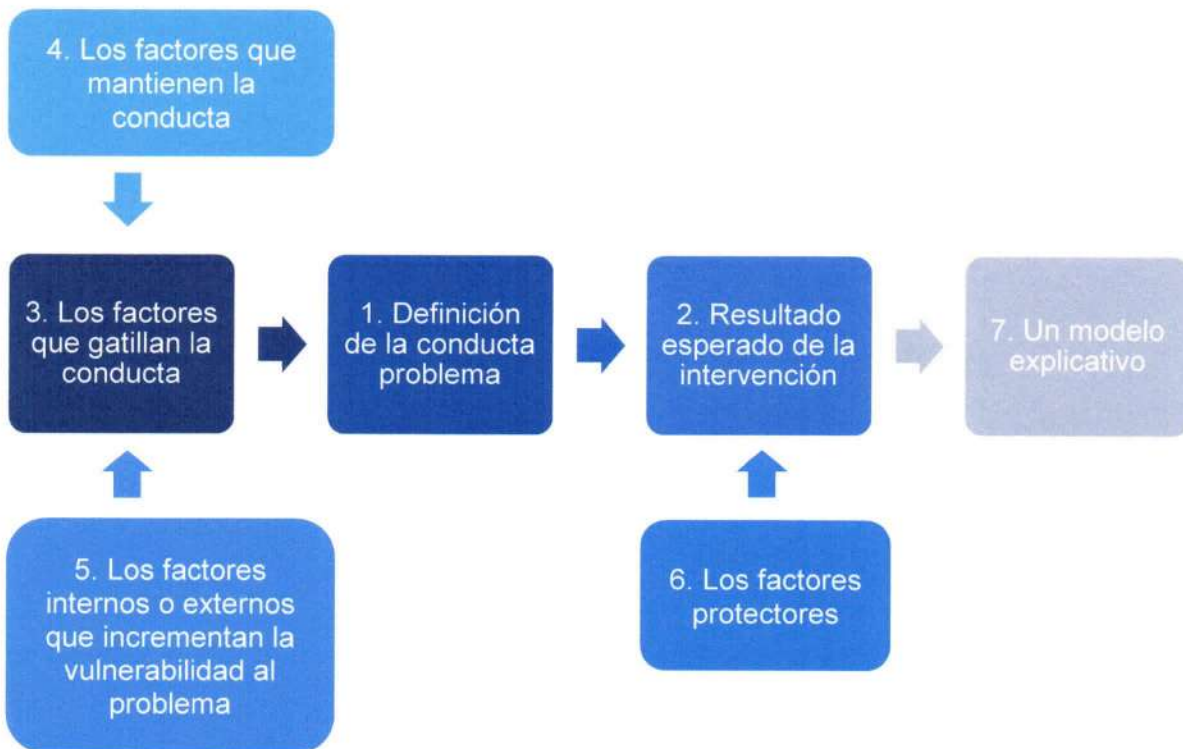 4. Los factores que
mantienen la
conducta
3. Los factores
que gatillan la
conducta
1. Definición
de la conducta
problema
2. Resultado
esperado de la
intervención
7. Un modelo
explicativo
5. Los factores
internos o externos
que incrementan la
vulnerabilidad al
problema
6. Los factores
protectores